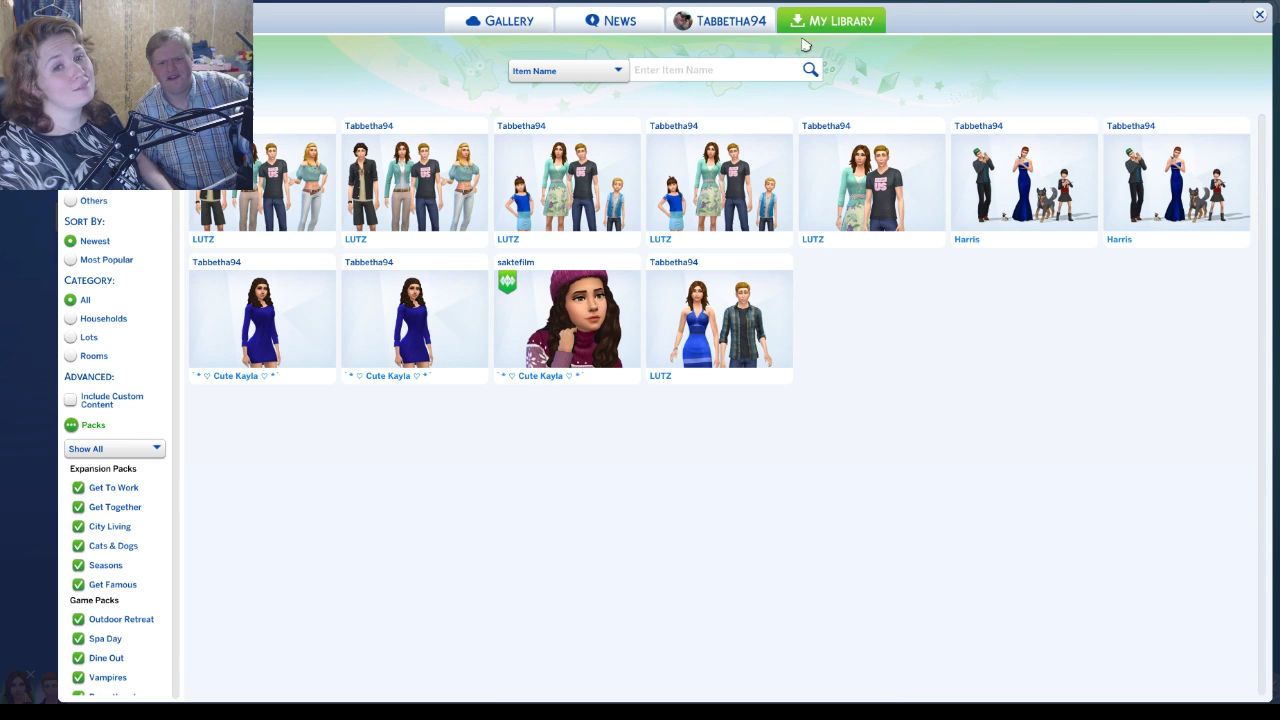 GALLERY
NEWS
TABBETHA94
MY LIBRARY
Item Name
Enter Item Name
Tabbetha94
Tabbetha94
Tabbetha94
Tabbetha94
Tabbetha94
Tabbetha94
LUTZ
LUTZ
LUTZ
LUTZ
LUTZ
Harris
Harris
Tabbetha94
Tabbetha94
saktefilm
Tabbetha94
˙*♡ Cute Kayla ♡*˙
˙*♡ Cute Kayla ♡*˙
˙*♡ Cute Kayla ♡*˙
LUTZ
Others
SORT BY:
Newest
Most Popular
CATEGORY:
All
Households
Lots
Rooms
ADVANCED:
Include Custom
Content
Packs
Show All
Expansion Packs
Get To Work
Get Together
City Living
Cats & Dogs
Seasons
Get Famous
Game Packs
Outdoor Retreat
Spa Day
Dine Out
Vampires